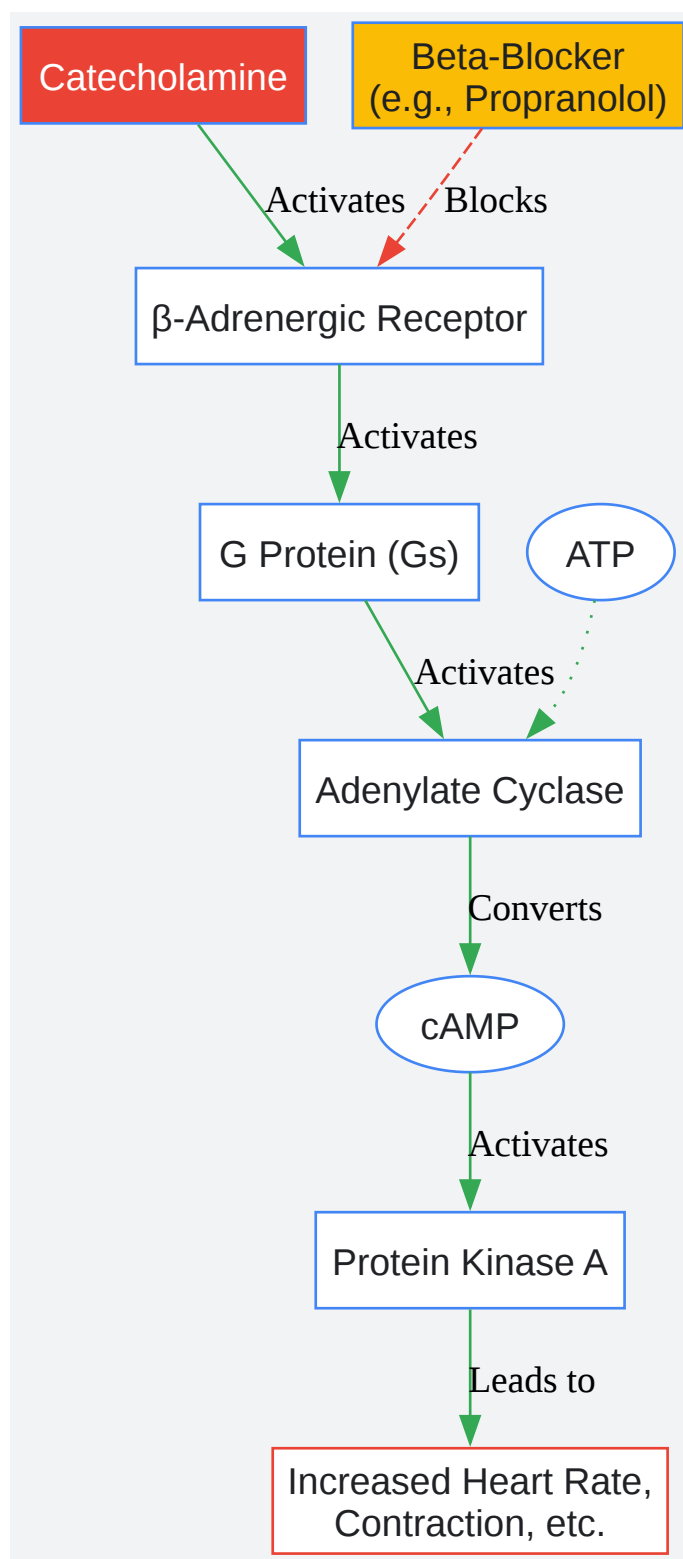 Catecholamine
Beta-Blocker
(e.g., Propranolol)
Activates
Blocks
β-Adrenergic Receptor
Activates
G Protein (Gs)
ATP
Activates
Adenylate Cyclase
Converts
cAMP
Activates
Protein Kinase A
Leads to
Increased Heart Rate,
Contraction, etc.